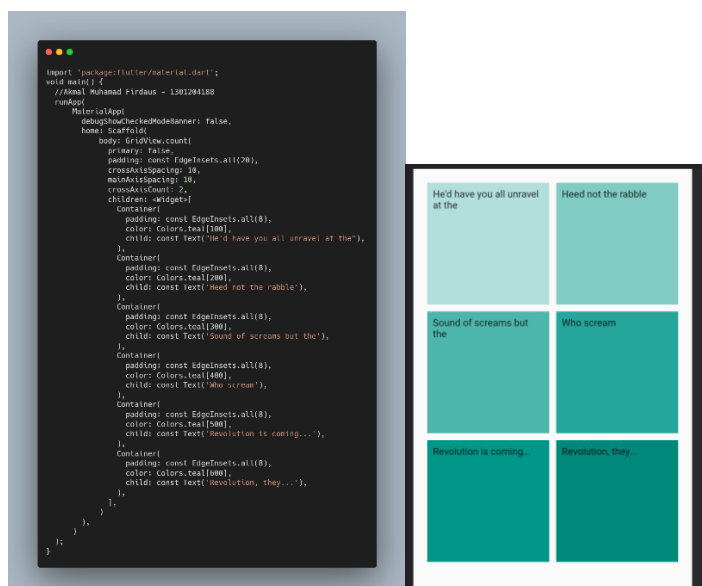 import 'package:flutter/material.dart';
void main() {
//Akmal Muhamad Firdaus - 1301204188
runApp(
MaterialApp(
debugShowCheckedModeBanner: false,
home: Scaffold(
body: GridView.count(
primary: false,
padding: const EdgeInsets.all(20),
crossAxisSpacing: 10,
mainAxisSpacing: 10,
crossAxisCount: 2,
children: <Widget>[
Container(
padding: const EdgeInsets.all(8),
color: Colors.teal[100],
child: const Text("He'd have you all unravel at the"),
),
Container(
padding: const EdgeInsets.all(8),
color: Colors.teal[200],
child: const Text('Heed not the rabble'),
),
Container(
padding: const EdgeInsets.all(8),
color: Colors.teal[300],
child: const Text('Sound of screams but the'),
),
Container(
padding: const EdgeInsets.all(8),
color: Colors.teal[400],
child: const Text('Who scream'),
),
Container(
padding: const EdgeInsets.all(8),
color: Colors.teal[500],
child: const Text('Revolution is coming...'),
),
Container(
padding: const EdgeInsets.all(8),
color: Colors.teal[600],
child: const Text('Revolution, they...'),
),
],
)
),
)
);
}
He'd have you all unravel
at the
Heed not the rabble
Sound of screams but
the
Who scream
Revolution is coming...
Revolution, they...